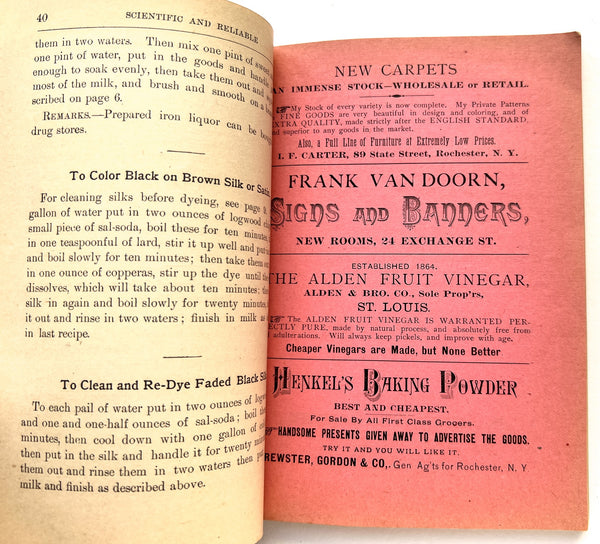 40 SCIENTIFIC AND RELIABLE
them in two waters. Then mix one pint of sweet
one pint of water, put in the goods and handle
enough to soak evenly, then take them out and
most of the milk, and brush and smooth on a
scribed on page 6.
REMARKS.—Prepared iron liquor can be
drug stores.
To Color Black on Brown Silk or Satin
For cleaning silks before dyeing, see page
gallon of water put in two ounces of logwood
small piece of sal-soda, boil these for ten minutes,
in one teaspoonful of lard, stir it up well and put
and boil slowly for ten minutes; then take them
in one ounce of copperas, stir up the dye until
dissolves, which will take about ten minutes;
silk in again and boil slowly for twenty minutes
it out and rinse in two waters; finish in milk as
in last recipe.
To Clean and Re-Dye Faded Black
To each pail of water put in two ounces of logwood
and one and one-half ounces of sal-soda; boil
minutes, then cool down with one gallon of
then put in the silk and handle it for twenty minutes
them out and rinse them in two waters then put
milk and finish as described above.
NEW CARPETS
AN IMMENSE STOCK—WHOLESALE or RETAIL.
My Stock of every variety is now complete. My Private Patterns
FINE GOODS are very beautiful in design and coloring, and of
EXTRA QUALITY, made strictly after the ENGLISH STANDARD,
and superior to any goods in the market.
Also, a Full Line of Furniture at Extremely Low Prices.
I. F. CARTER, 89 State Street, Rochester, N. Y.
FRANK VAN DOORN,
SIGNS AND BANNERS,
NEW ROOMS, 24 EXCHANGE ST.
ESTABLISHED 1864.
THE ALDEN FRUIT VINEGAR,
ALDEN & BRO. CO., Sole Prop'rs,
ST. LOUIS.
THE ALDEN FRUIT VINEGAR IS WARRANTED PER-
FECTLY PURE, made by natural process, and absolutely free from
adulterations. Will always keep pickels, and improve with age.
Cheaper Vinegars are Made, but None Better
HENKEL'S BAKING POWDER
BEST AND CHEAPEST.
For Sale By All First Class Grocers.
HANDSOME PRESENTS GIVEN AWAY TO ADVERTISE THE GOODS.
TRY IT AND YOU WILL LIKE IT.
BREWSTER, GORDON & CO., Gen Ag'ts for Rochester, N. Y